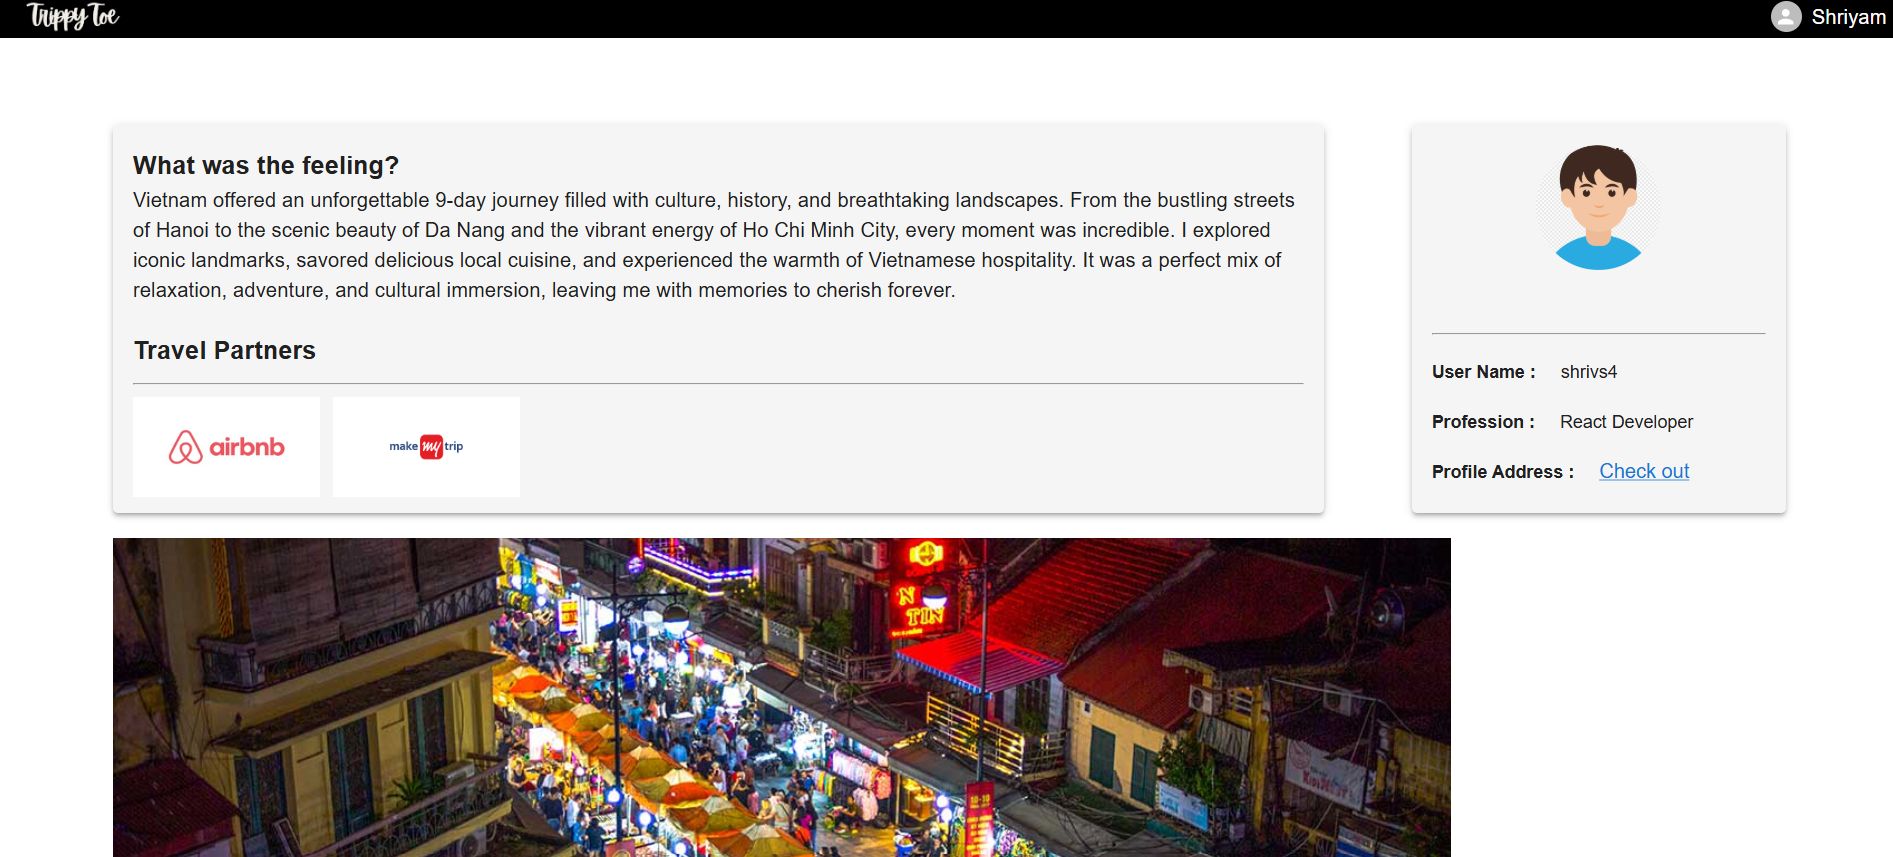 Trippy Toe
Shriyam
What was the feeling?
Vietnam offered an unforgettable 9-day journey filled with culture, history, and breathtaking landscapes. From the bustling streets
of Hanoi to the scenic beauty of Da Nang and the vibrant energy of Ho Chi Minh City, every moment was incredible. I explored
iconic landmarks, savored delicious local cuisine, and experienced the warmth of Vietnamese hospitality. It was a perfect mix of
relaxation, adventure, and cultural immersion, leaving me with memories to cherish forever.
Travel Partners
airbnb
make my trip
User Name : shrivs4
Profession : React Developer
Profile Address : Check out
N
TIN
10-10